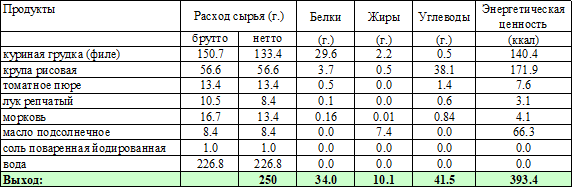 Продукты Расход сырья (г.) Белки Жиры Углеводы Энергетическая ценность
брутто нетто (г.) (г.) (г.) (ккал)
куриная грудка (филе) 150.7 133.4 29.6 2.2 0.5 140.4
крупа рисовая 56.6 56.6 3.7 0.5 38.1 171.9
томатное пюре 13.4 13.4 0.5 0.0 1.4 7.6
лук репчатый 10.5 8.4 0.1 0.0 0.6 3.1
морковь 16.7 13.4 0.16 0.01 0.84 4.1
масло подсолнечное 8.4 8.4 0.0 7.4 0.0 66.3
соль поваренная йодированная 1.0 1.0 0.0 0.0 0.0 0.0
вода 226.8 226.8 0.0 0.0 0.0 0.0
Выход: 250 34.0 10.1 41.5 393.4